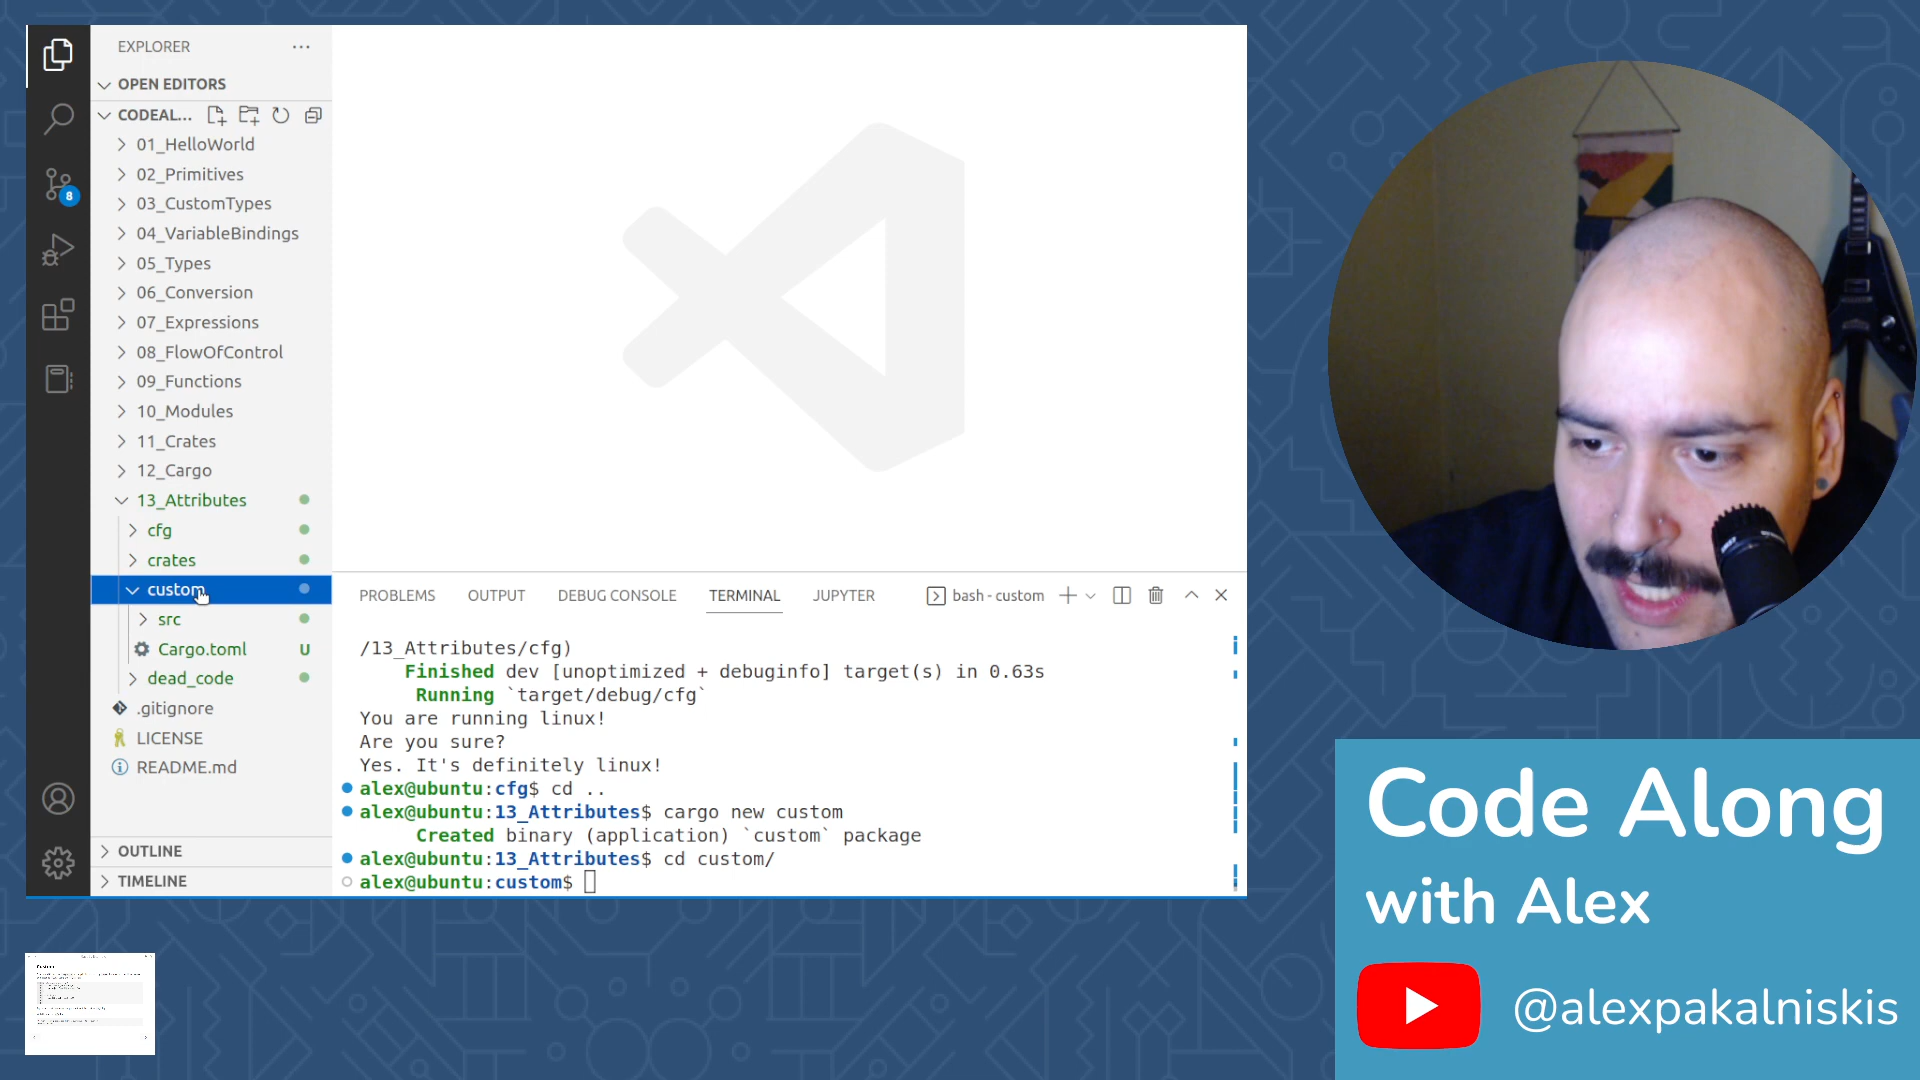 EXPLORER
OPEN EDITORS
CODEAL...
01_HelloWorld
02_Primitives
03_CustomTypes
04_VariableBindings
05_Types
06_Conversion
07_Expressions
08_FlowOfControl
09_Functions
10_Modules
11_Crates
12_Cargo
13_Attributes
cfg
crates
custom
src
Cargo.toml U
dead_code
.gitignore
LICENSE
README.md
OUTLINE
TIMELINE
8
PROBLEMS OUTPUT DEBUG CONSOLE TERMINAL JUPYTER bash - custom
/13_Attributes/cfg)
Finished dev [unoptimized + debuginfo] target(s) in 0.63s
Running `target/debug/cfg`
You are running linux!
Are you sure?
Yes. It's definitely linux!
alex@ubuntu:cfg$ cd ..
alex@ubuntu:13_Attributes$ cargo new custom
Created binary (application) `custom` package
alex@ubuntu:13_Attributes$ cd custom/
alex@ubuntu:custom$
Code Along
with Alex
@alexpakalniskis